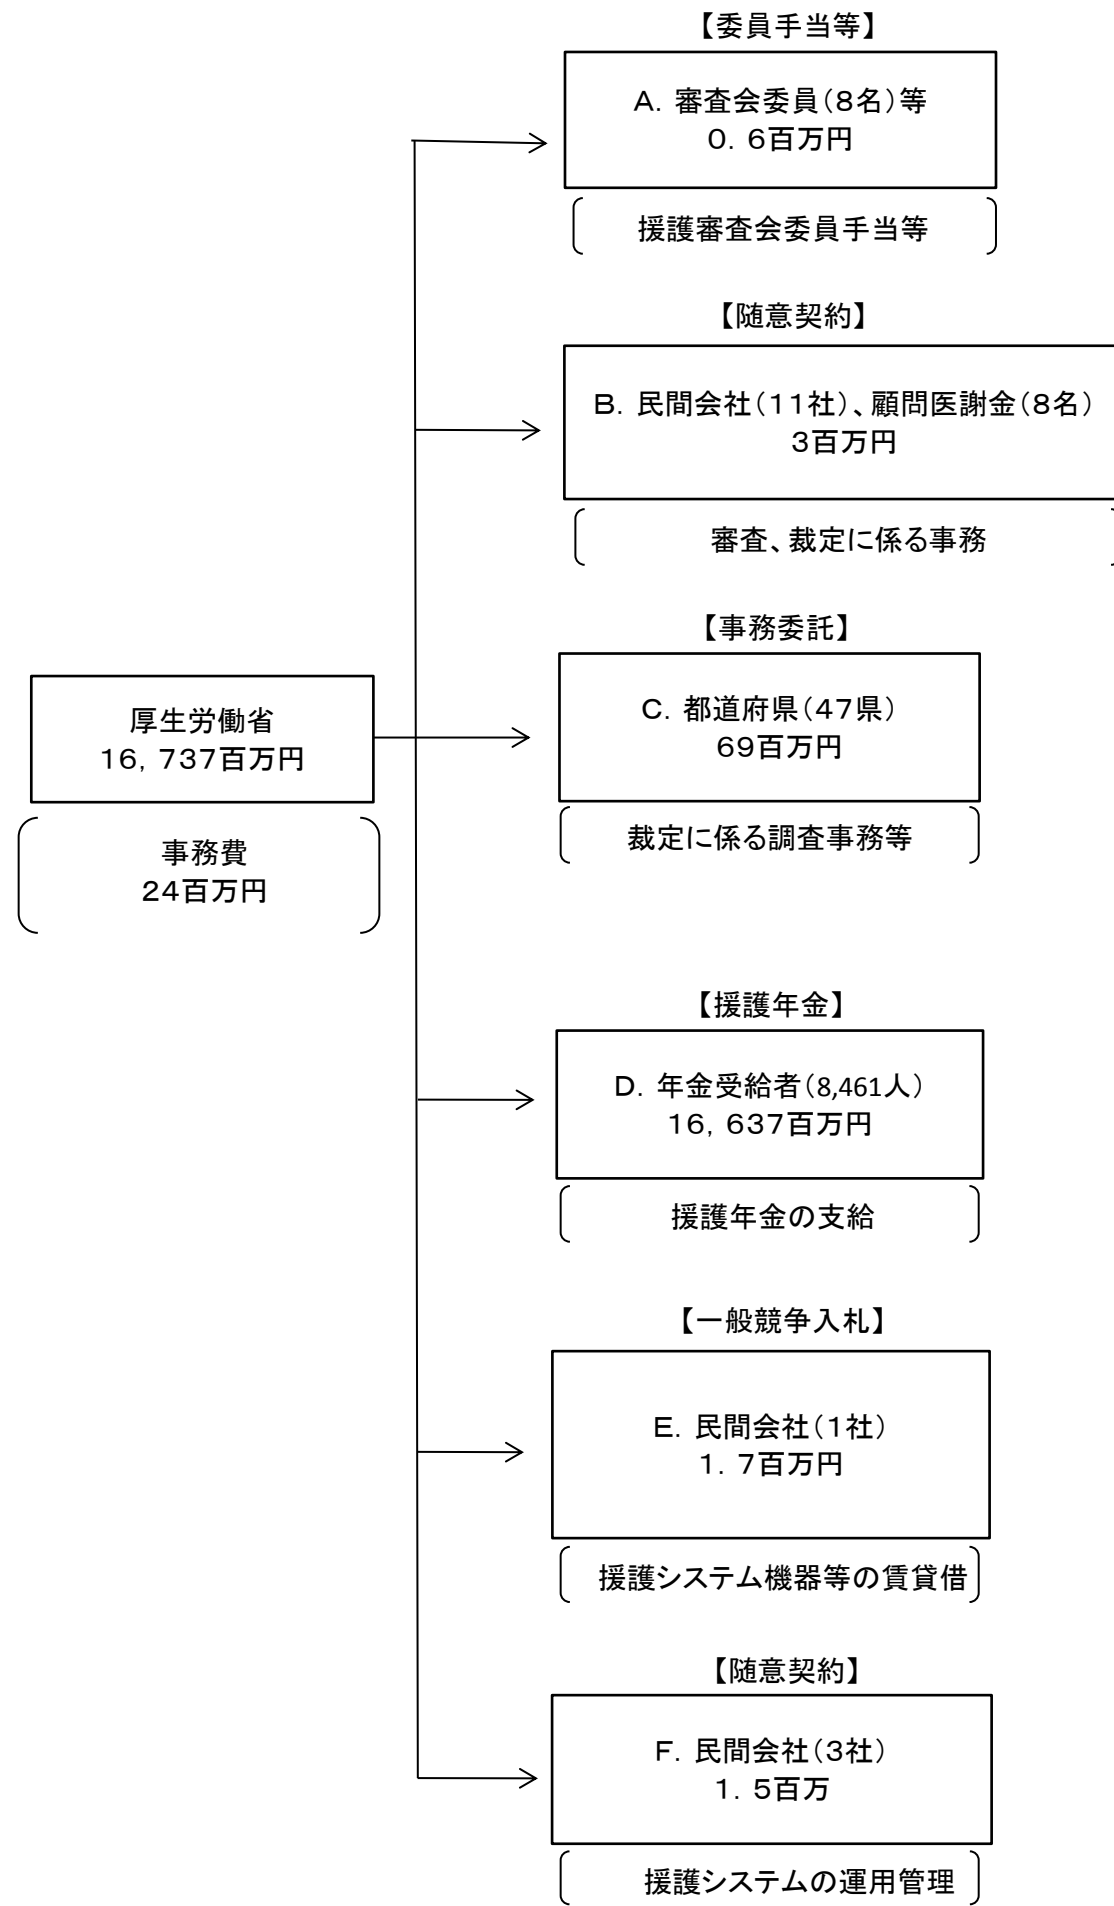 【委員手当等】
A．審査会委員（８名）等
０．６百万円
援護審査会委員手当等
【随意契約】
B．民間会社（１１社）、顧問医謝金（８名）
３百万円
審査、裁定に係る事務
【事務委託】
C．都道府県（４７県）
６９百万円
裁定に係る調査事務等
厚生労働省
１６，７３７百万円
事務費
２４百万円
【援護年金】
D．年金受給者（8,461人）
１６，６３７百万円
援護年金の支給
【一般競争入札】
E．民間会社（１社）
１．７百万円
援護システム機器等の賃貸借
【随意契約】
F．民間会社（３社）
１．５百万
援護システムの運用管理